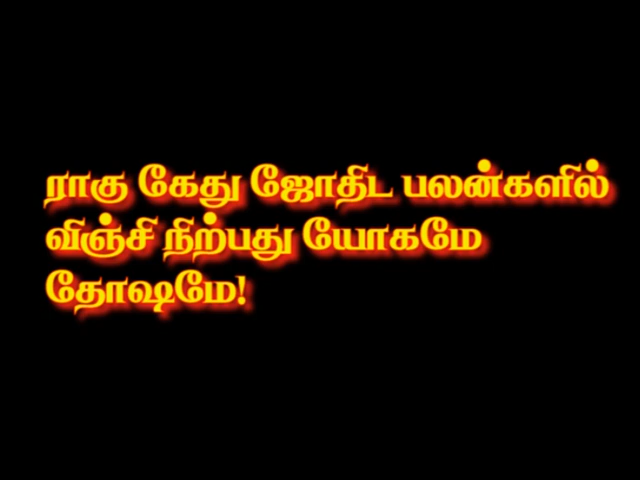 ராகு கேது ஜோதிட பலன்களில்
விஞ்சி நிற்பது யோகமே
தோஷமே!